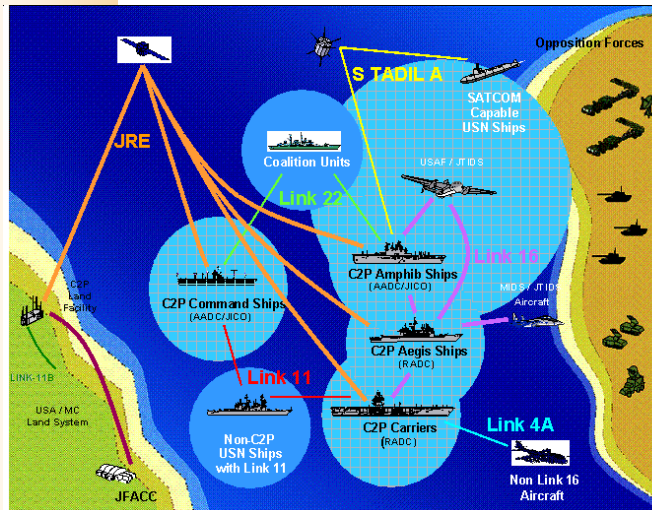 Opposition Forces
S TADIL A
SATCOM
Capable
USN Ships
JRE
Coalition Units
USAF / JTIDS
Link 22
Link 16
C2P Amphib Ships
(AADC/JICO)
C2P
Land
Facility
C2P Command Ships
(AADC/JICO)
MIDS / JTIDS
Aircraft
C2P Aegis Ships
(RADC)
LINK-11B
Link 11
USA / MC
Land System
C2P Carriers
(RADC)
Link 4A
Non-C2P
USN Ships
with Link 11
JFACC
Non Link 16
Aircraft